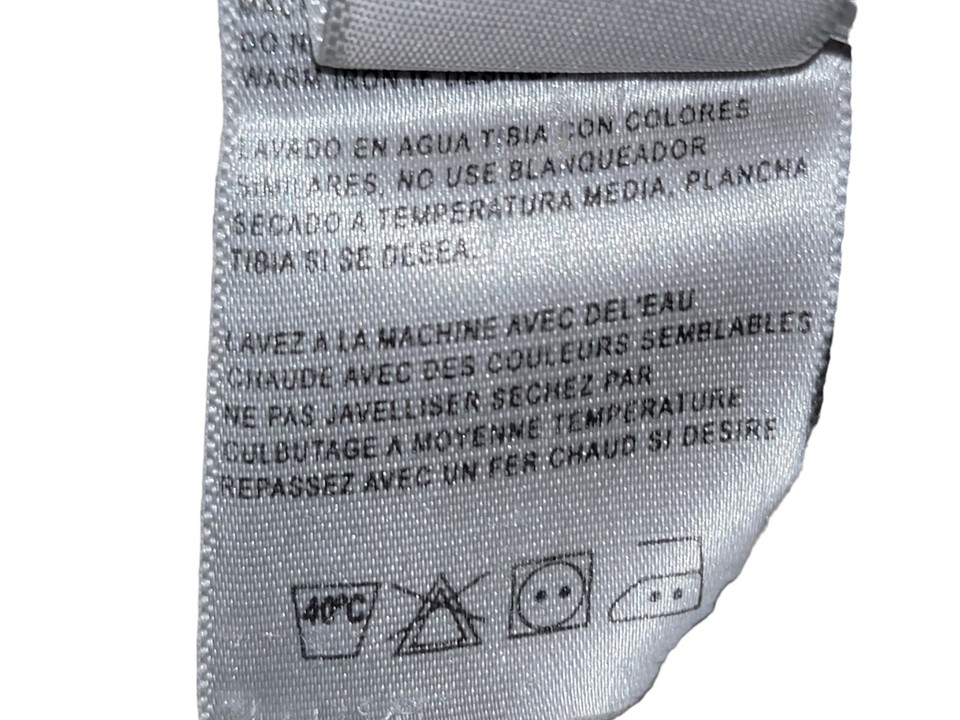 DO N
WARM IRON IF DESIRED
LAVADO EN AGUA TIBIA CON COLORES
SIMILARES, NO USE BLANQUEADOR
SECADO A TEMPERATURA MEDIA, PLANCHA
TIBIA SI SE DESEA.
LAVEZ A LA MACHINE AVEC DEL'EAU
CHAUDE AVEC DES COULEURS SEMBLABLES
NE PAS JAVELLISER SECHEZ PAR
CULBUTAGE A MOYENNE TEMPERATURE
REPASSEZ AVEC UN FER CHAUD SI DESIRE
40ºC